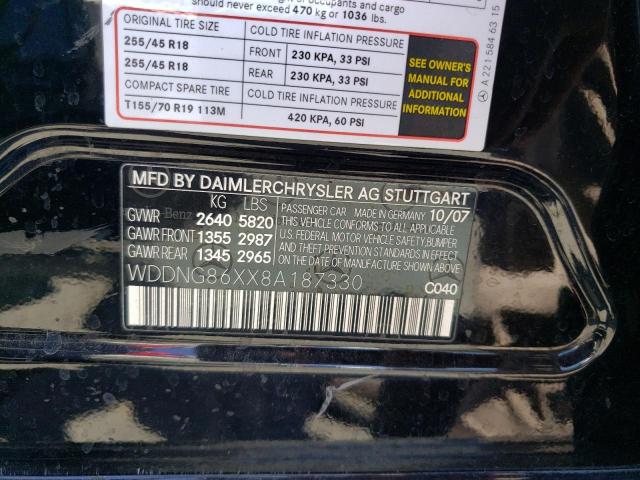 of occupants and cargo
should never exceed 470 kg or 1036 lbs.
ORIGINAL TIRE SIZE
COLD TIRE INFLATION PRESSURE
255/45 R18
FRONT
230 KPA, 33 PSI
255/45 R18
REAR
230 KPA, 33 PSI
COMPACT SPARE TIRE
COLD TIRE INFLATION PRESSURE
T155/70 R19 113M
420 KPA, 60 PSI
SEE OWNER'S
MANUAL FOR
ADDITIONAL
INFORMATION
A 221 584 63 15
MFD BY DAIMLERCHRYSLER AG STUTTGART
KG LBS
GVWR 2640 5820
GAWR FRONT 1355 2987
GAWR REAR 1345 2965
PASSENGER CAR MADE IN GERMANY 10/07
THIS VEHICLE CONFORMS TO ALL APPLICABLE
U.S. FEDERAL MOTOR VEHICLE SAFETY, BUMPER,
AND THEFT PREVENTION STANDARDS IN EFFECT
ON THE DATE OF MANUFACTURE SHOWN ABOVE.
WDDNG86XX8A187330
C040